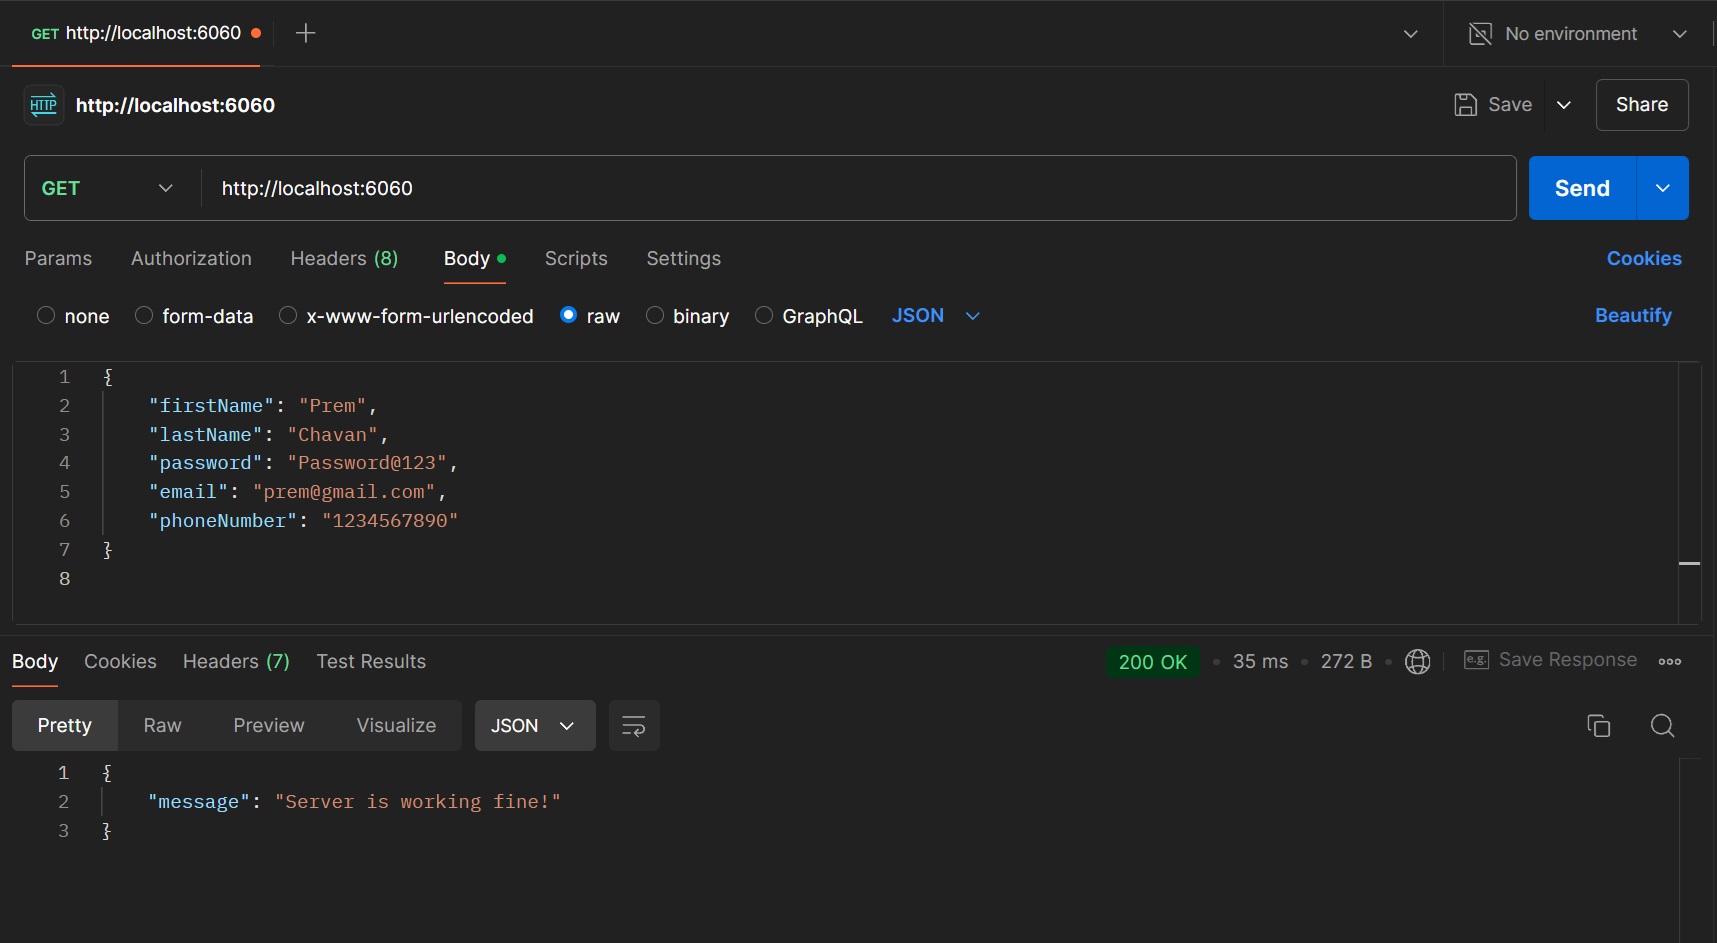 GET http://localhost:6060
No environment
HTTP http://localhost:6060
Save
Share
GET http://localhost:6060
Send
Params Authorization Headers (8) Body Scripts Settings Cookies
none form-data x-www-form-urlencoded raw binary GraphQL JSON Beautify
1 {
2 "firstName": "Prem",
3 "lastName": "Chavan",
4 "password": "Password@123",
5 "email": "prem@gmail.com",
6 "phoneNumber": "1234567890"
7 }
8
Body Cookies Headers (7) Test Results 200 OK • 35 ms • 272 B • e.g. Save Response
Pretty Raw Preview Visualize JSON
1 {
2 "message": "Server is working fine!"
3 }